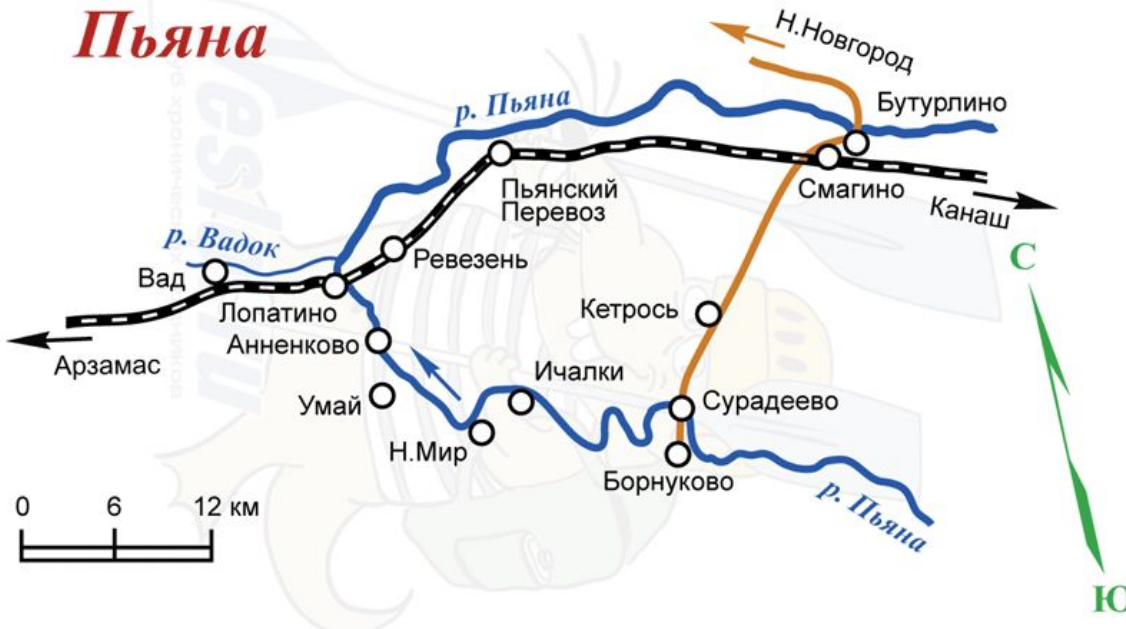 Пьяна
Н.Новгород
р. Пьяна
Бутурлино
Пьянский
Перевоз
Смагино
Канаш
р. Вадок
Вад
Ревезень
С
Лопатино
Кетрось
Анненково
Арзамас
Ичалки
Умай
Сурадеево
Н.Мир
Борнуково
р. Пьяна
0 6 12 км
Ю